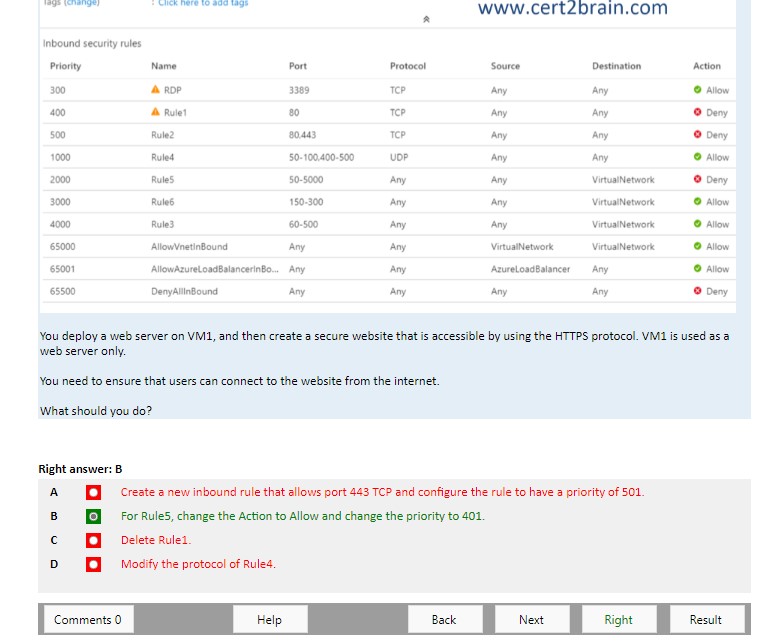 Tags (change) : Click here to add tags
www.cert2brain.com
Inbound security rules
Priority Name Port Protocol Source Destination Action
300 RDP 3389 TCP Any Any Allow
400 Rule1 80 TCP Any Any Deny
500 Rule2 80.443 TCP Any Any Deny
1000 Rule4 50-100.400-500 UDP Any Any Allow
2000 Rule5 50-5000 Any Any VirtualNetwork Deny
3000 Rule6 150-300 Any Any VirtualNetwork Allow
4000 Rule3 60-500 Any Any VirtualNetwork Allow
65000 AllowVnetInBound Any Any VirtualNetwork VirtualNetwork Allow
65001 AllowAzureLoadBalancerInBo... Any Any AzureLoadBalancer Any Allow
65500 DenyAllInBound Any Any Any Any Deny
You deploy a web server on VM1, and then create a secure website that is accessible by using the HTTPS protocol. VM1 is used as a
web server only.
You need to ensure that users can connect to the website from the internet.
What should you do?
Right answer: B
A Create a new inbound rule that allows port 443 TCP and configure the rule to have a priority of 501.
B For Rule5, change the Action to Allow and change the priority to 401.
C Delete Rule1.
D Modify the protocol of Rule4.
Comments 0 Help Back Next Right Result